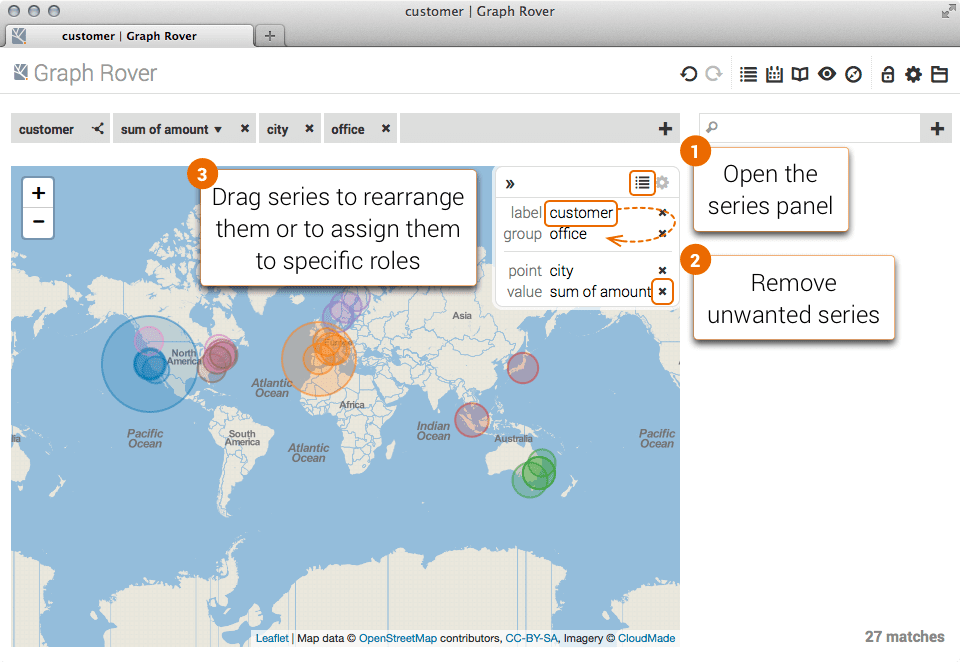 customer | Graph Rover
customer | Graph Rover
Graph Rover
customer
sum of amount
city
office
1
Open the
series panel
3
Drag series to rearrange
them or to assign them
to specific roles
label customer
group office
point city
value sum of amount
2
Remove
unwanted series
+
−
Asia
Europe
North
America
Atlantic
Ocean
Africa
Pacific
Ocean
South
America
Atlantic
Ocean
Indian
Ocean
Australia
Pacific
Ocean
Leaflet | Map data © OpenStreetMap contributors, CC-BY-SA, Imagery © CloudMade
27 matches